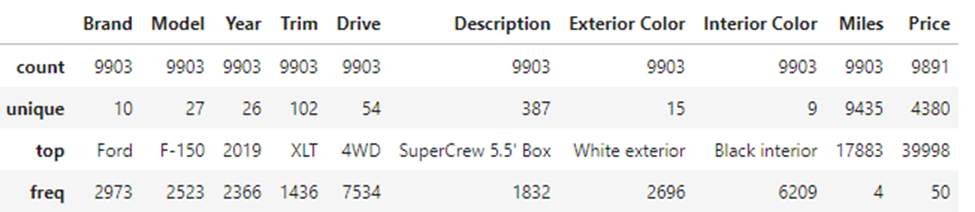 Brand Model Year Trim Drive Description Exterior Color Interior Color Miles Price
count 9903 9903 9903 9903 9903 9903 9903 9903 9903 9891
unique 10 27 26 102 54 387 15 9 9435 4380
top Ford F-150 2019 XLT 4WD SuperCrew 5.5' Box White exterior Black interior 17883 39998
freq 2973 2523 2366 1436 7534 1832 2696 6209 4 50